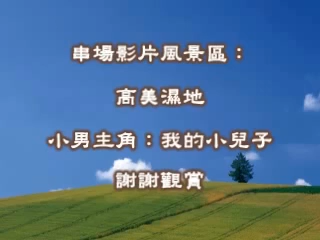 串場影片風景區：
高美濕地
小男主角：我的小兒子
謝謝觀賞